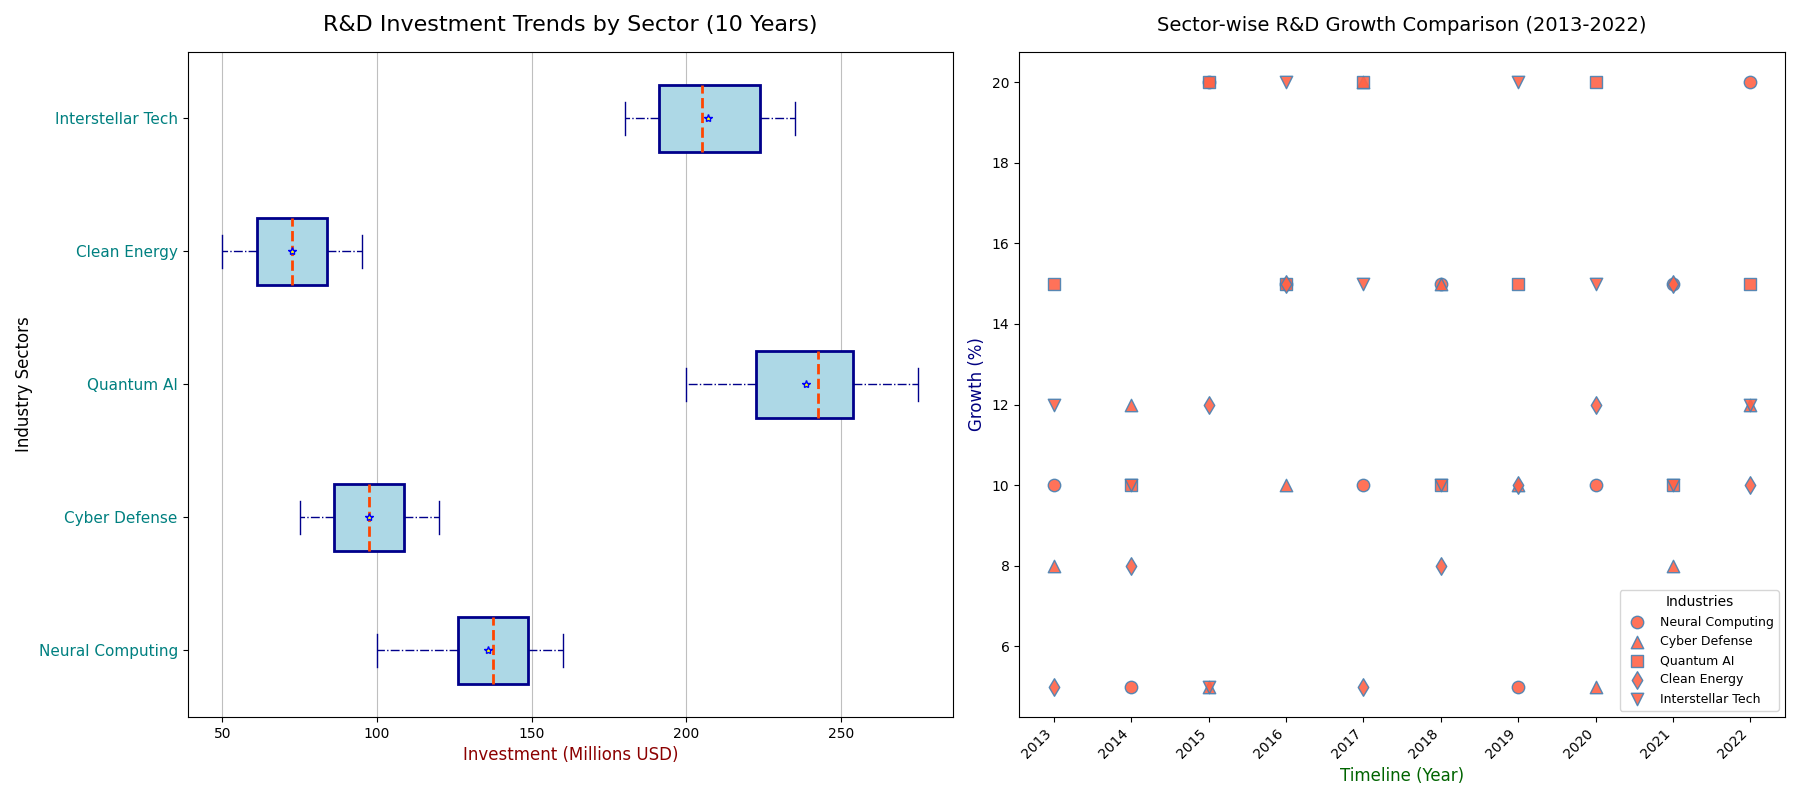 R&D Investment Trends by Sector (10 Years)
Industry Sectors
Interstellar Tech
Clean Energy
Quantum AI
Cyber Defense
Neural Computing
50 100 150 200 250
Investment (Millions USD)
Sector-wise R&D Growth Comparison (2013-2022)
Growth (%)
20
18
16
14
12
10
8
6
Industries
Neural Computing
Cyber Defense
Quantum AI
Clean Energy
Interstellar Tech
2013 2014 2015 2016 2017 2018 2019 2020 2021 2022
Timeline (Year)